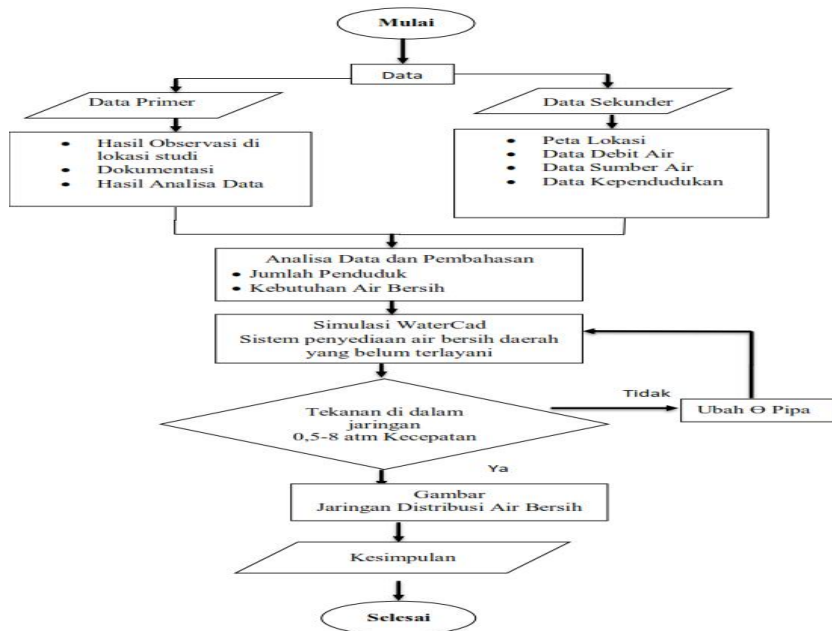 Mulai
Data
Data Primer
Data Sekunder
• Hasil Observasi di
lokasi studi
• Dokumentasi
• Hasil Analisa Data
• Peta Lokasi
• Data Debit Air
• Data Sumber Air
• Data Kependudukan
Analisa Data dan Pembahasan
• Jumlah Penduduk
• Kebutuhan Air Bersih
Simulasi WaterCad
Sistem penyediaan air bersih daerah
yang belum terlayani
Tekanan di dalam
jaringan
0,5-8 atm Kecepatan
Tidak
Ubah Ɵ Pipa
Ya
Gambar
Jaringan Distribusi Air Bersih
Kesimpulan
Selesai